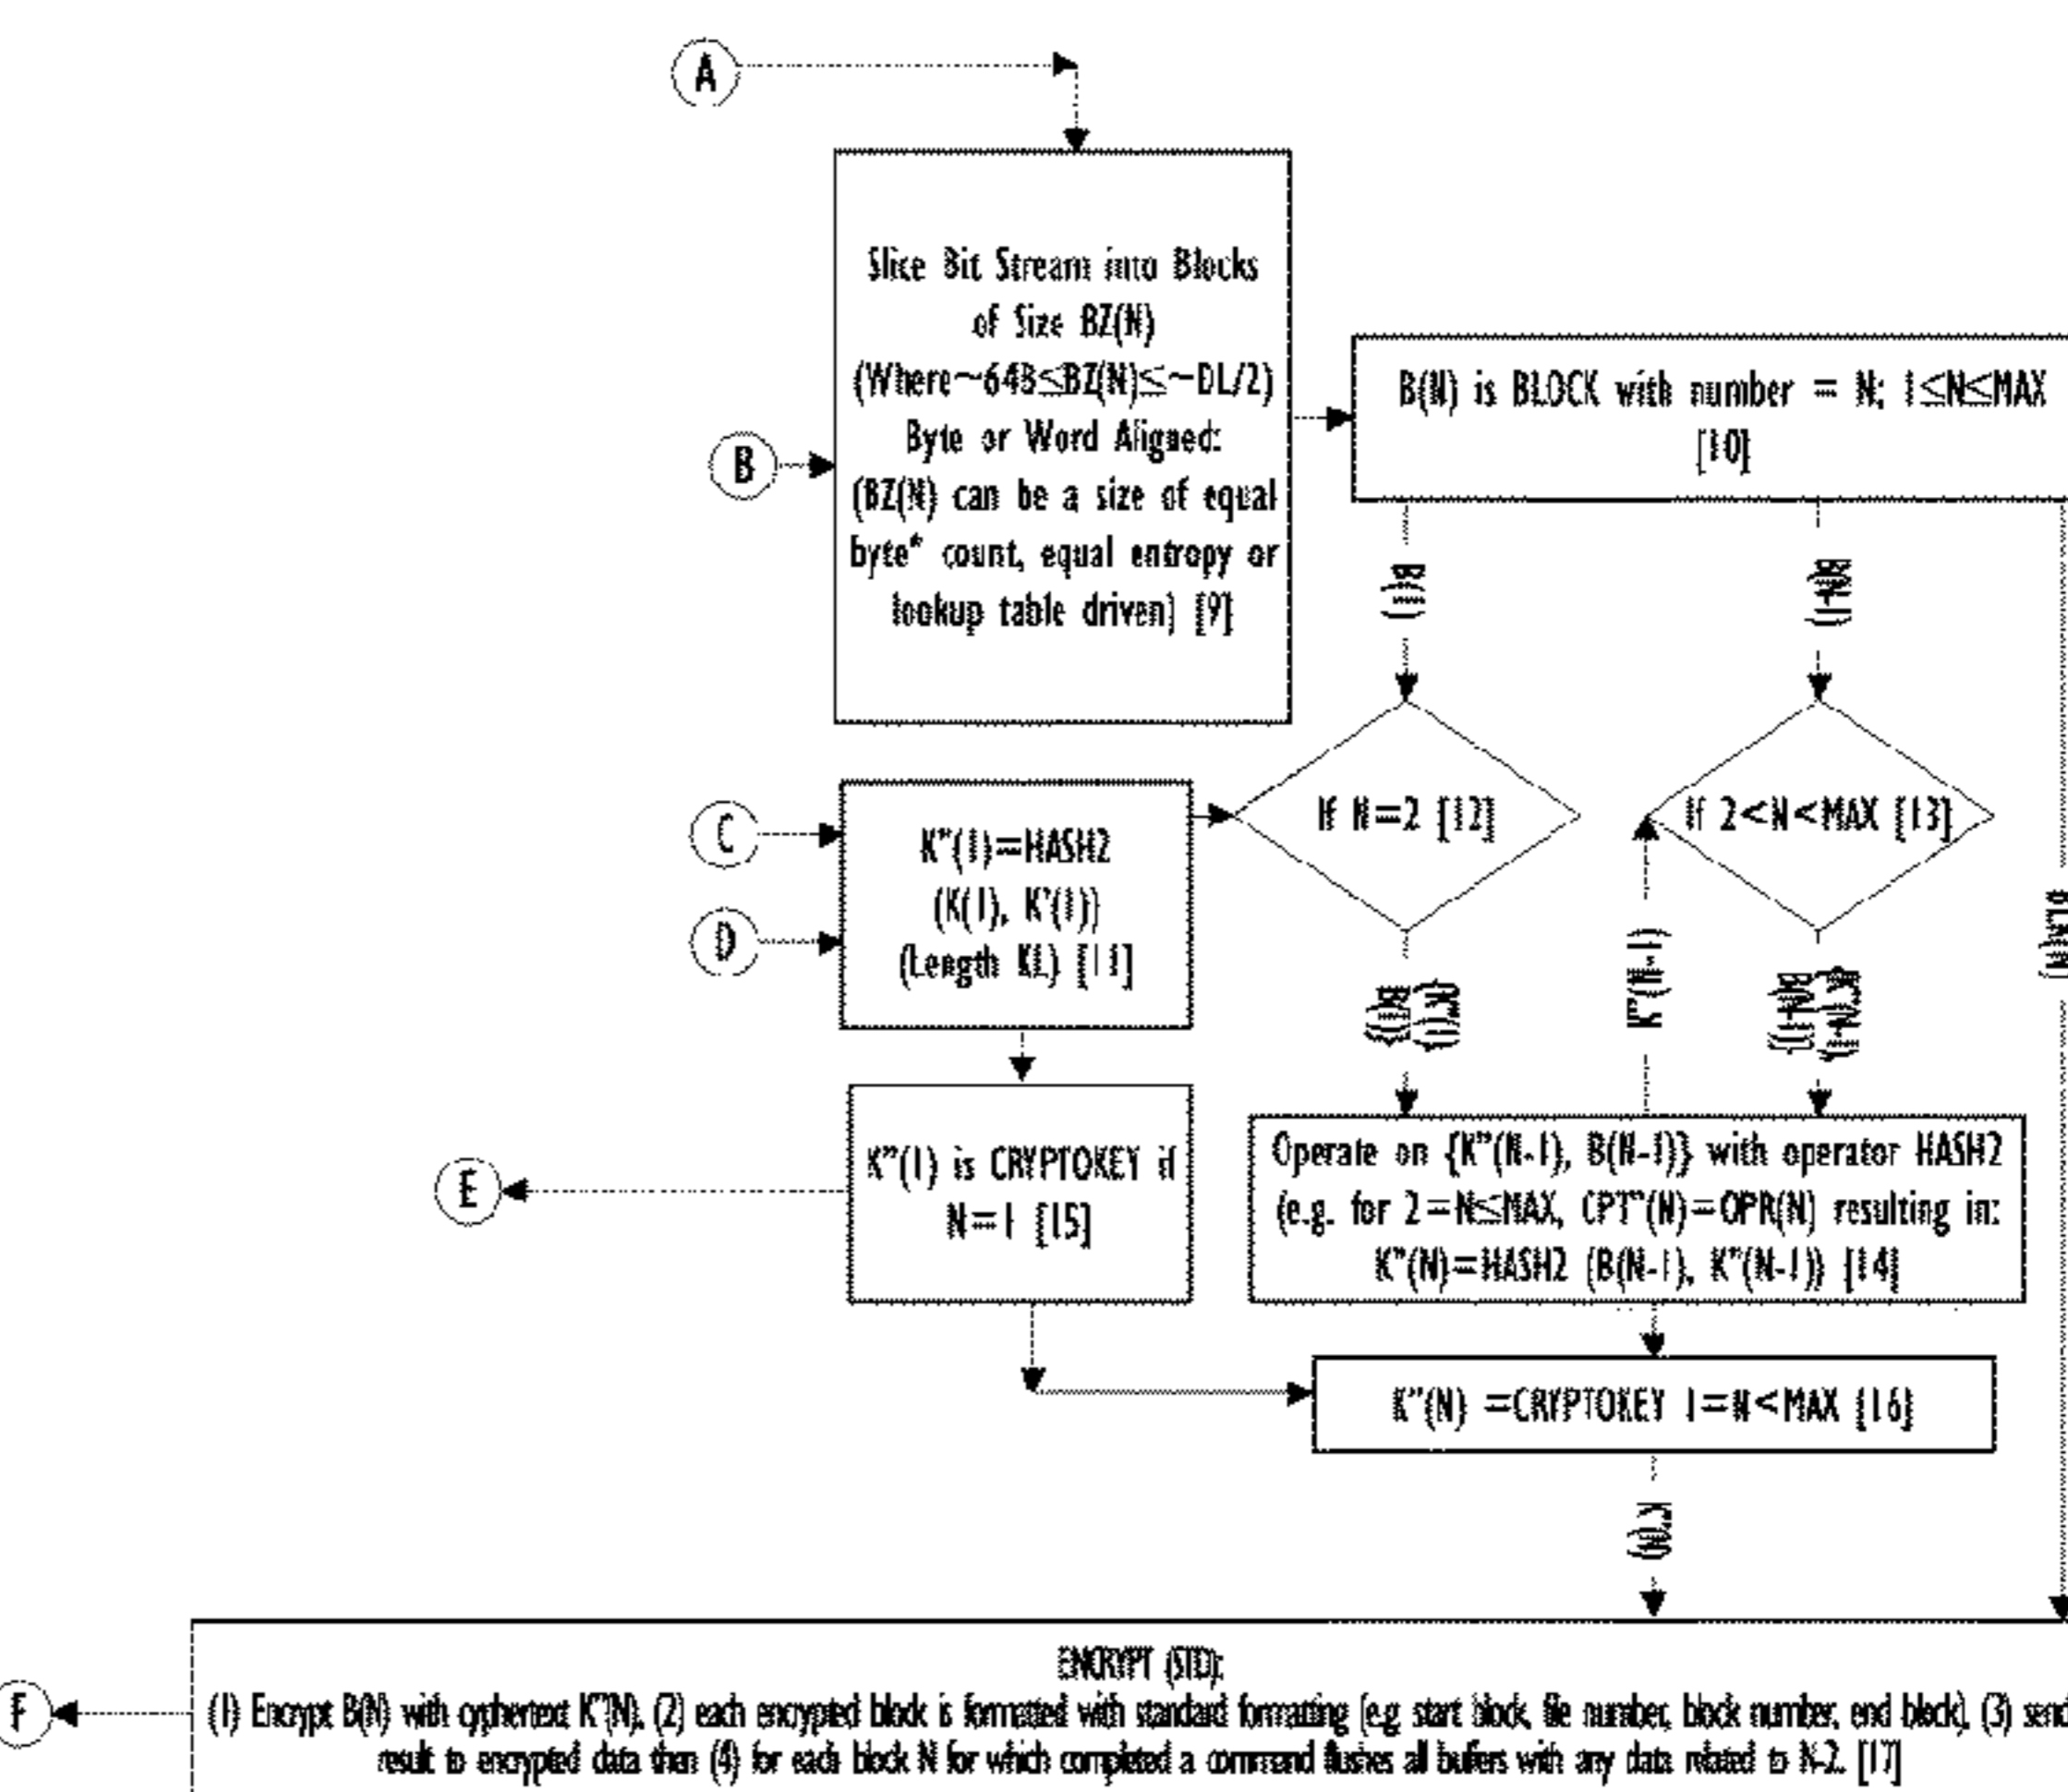 A
Slice Bit Stream into Blocks
of Size BZ(N)
(Where~64B≤BZ(N)≤~DL/2)
Byte or Word Aligned:
(BZ(N) can be a size of equal
byte* count, equal entropy or
lookup table driven) [9]
B
B(N) is BLOCK with number = N; 1≤N≤MAX
[10]
B(1)
B(N-1)
C
D
K"(1)=HASH2
(K(1), K'(1))
(Length KL) [11]
If N=2 [12]
If 2<N<MAX [13]
{K"(1)
B(1)}
K"(N-1)
{K"(N-1)
B(N-1)}
E
K"(1) is CRYPTOKEY if
N=1 [15]
Operate on {K"(N-1), B(N-1)} with operator HASH2
(e.g. for 2=N≤MAX, CPT"(N)=OPR(N) resulting in:
K"(N)=HASH2 (B(N-1), K"(N-1)) [14]
K"(N) =CRYPTOKEY 1=N<MAX [16]
K"(N)
F
ENCRYPT (STD):
(1) Encrypt B(N) with cyphertext K"(N), (2) each encrypted block is formatted with standard formatting (e.g. start block, file number, block number, end block), (3) send
result to encrypted data then (4) for each block N for which completed a command flushes all buffers with any data related to N-2. [17]